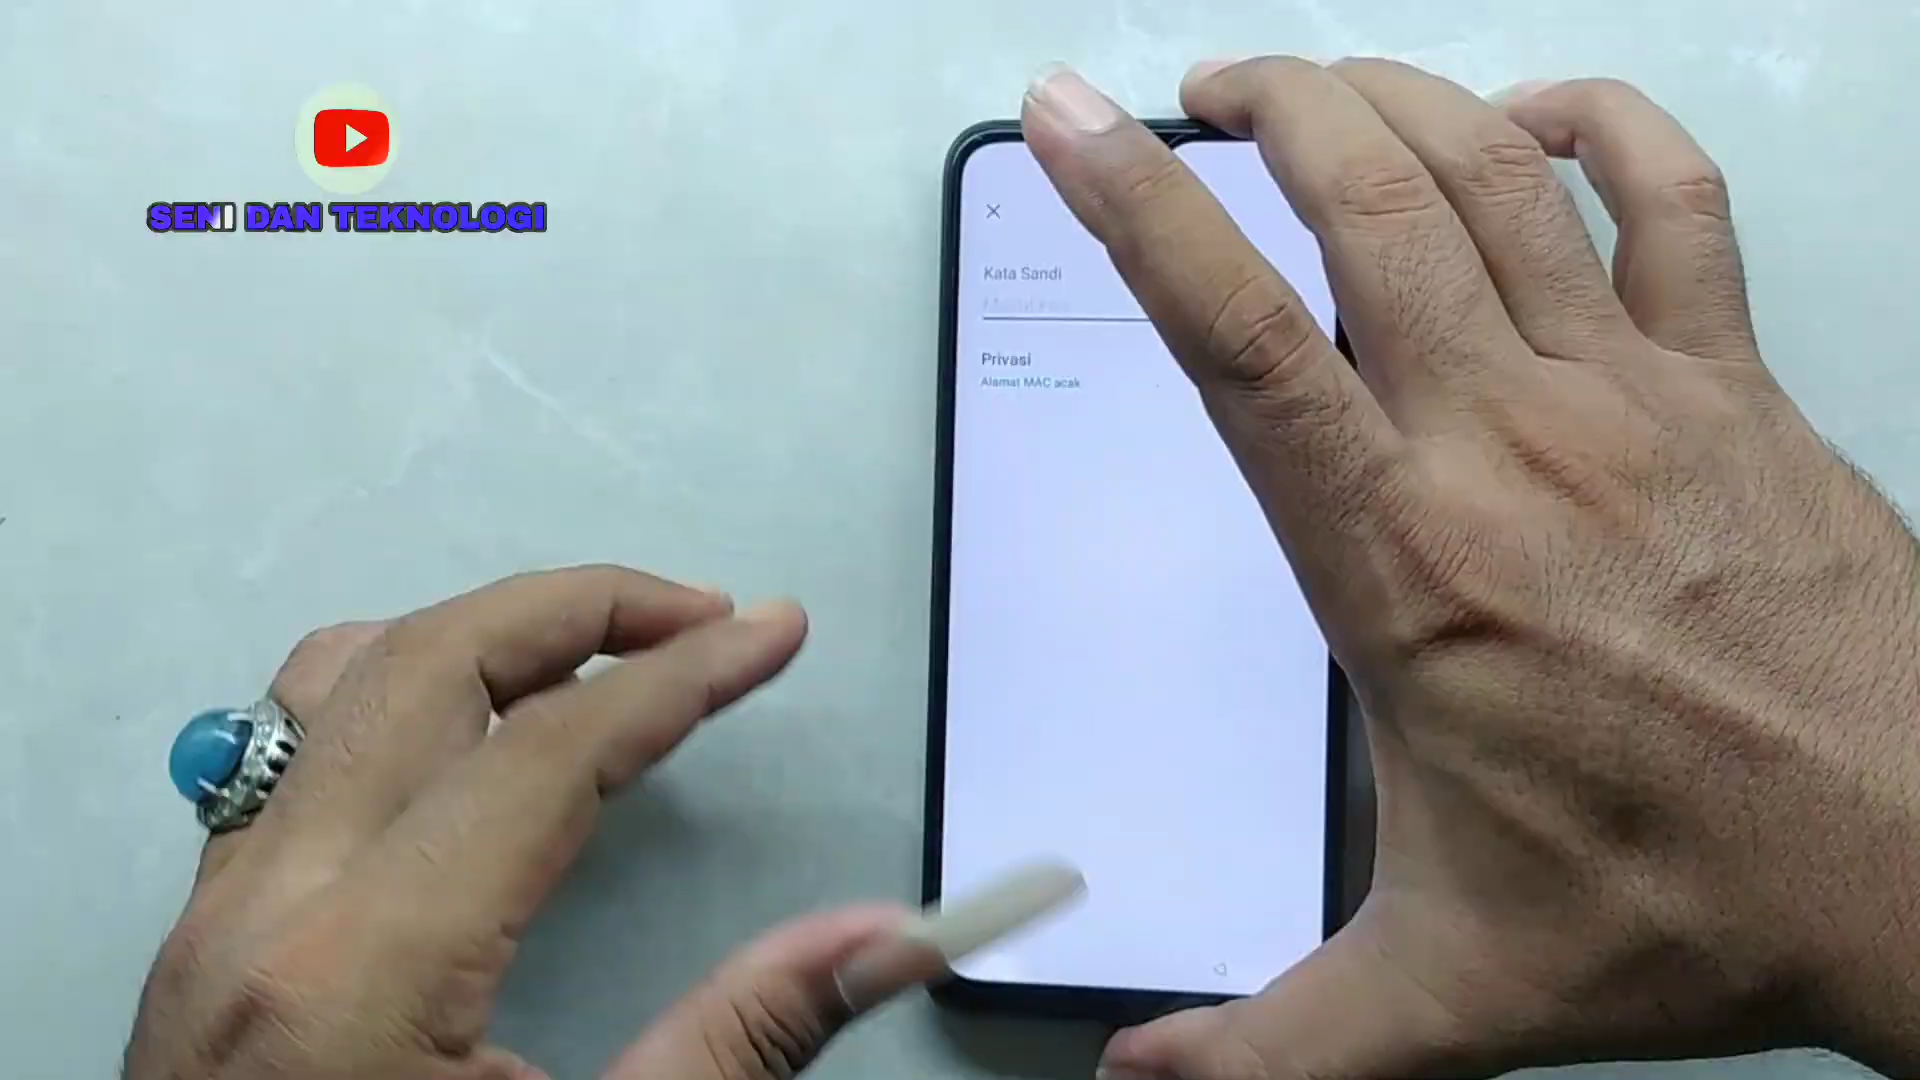 SENI DAN TEKNOLOGI
Kata Sandi
Privasi
Alamat MAC acak